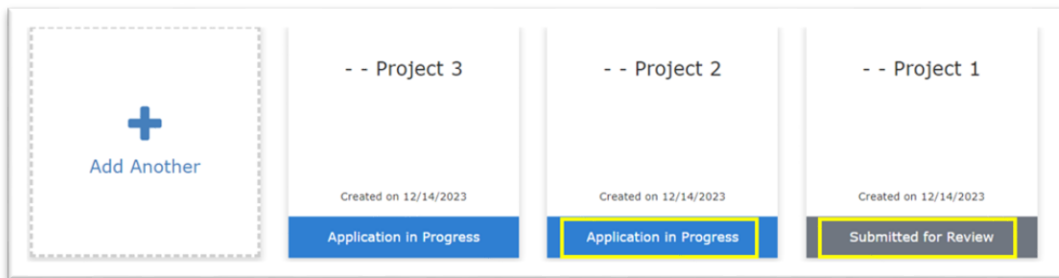 Add Another
- - Project 3
Created on 12/14/2023
Application in Progress
- - Project 2
Created on 12/14/2023
Application in Progress
- - Project 1
Created on 12/14/2023
Submitted for Review